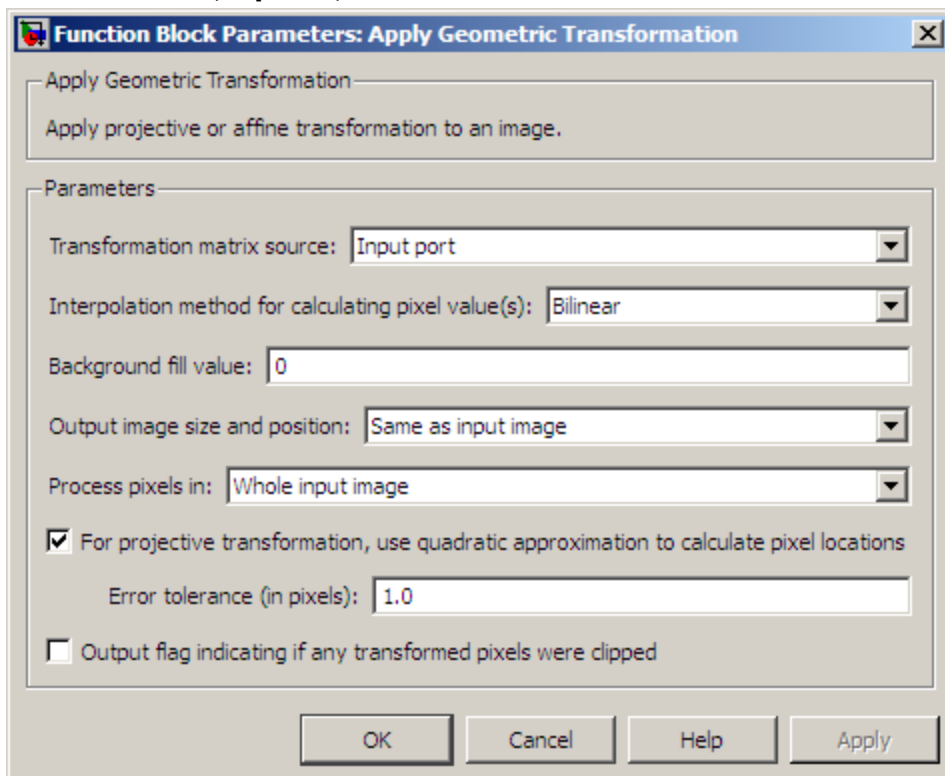 Function Block Parameters: Apply Geometric Transformation
Apply Geometric Transformation
Apply projective or affine transformation to an image.
Parameters
Transformation matrix source: Input port
Interpolation method for calculating pixel value(s): Bilinear
Background fill value: 0
Output image size and position: Same as input image
Process pixels in: Whole input image
For projective transformation, use quadratic approximation to calculate pixel locations
Error tolerance (in pixels): 1.0
Output flag indicating if any transformed pixels were clipped
OK Cancel Help Apply